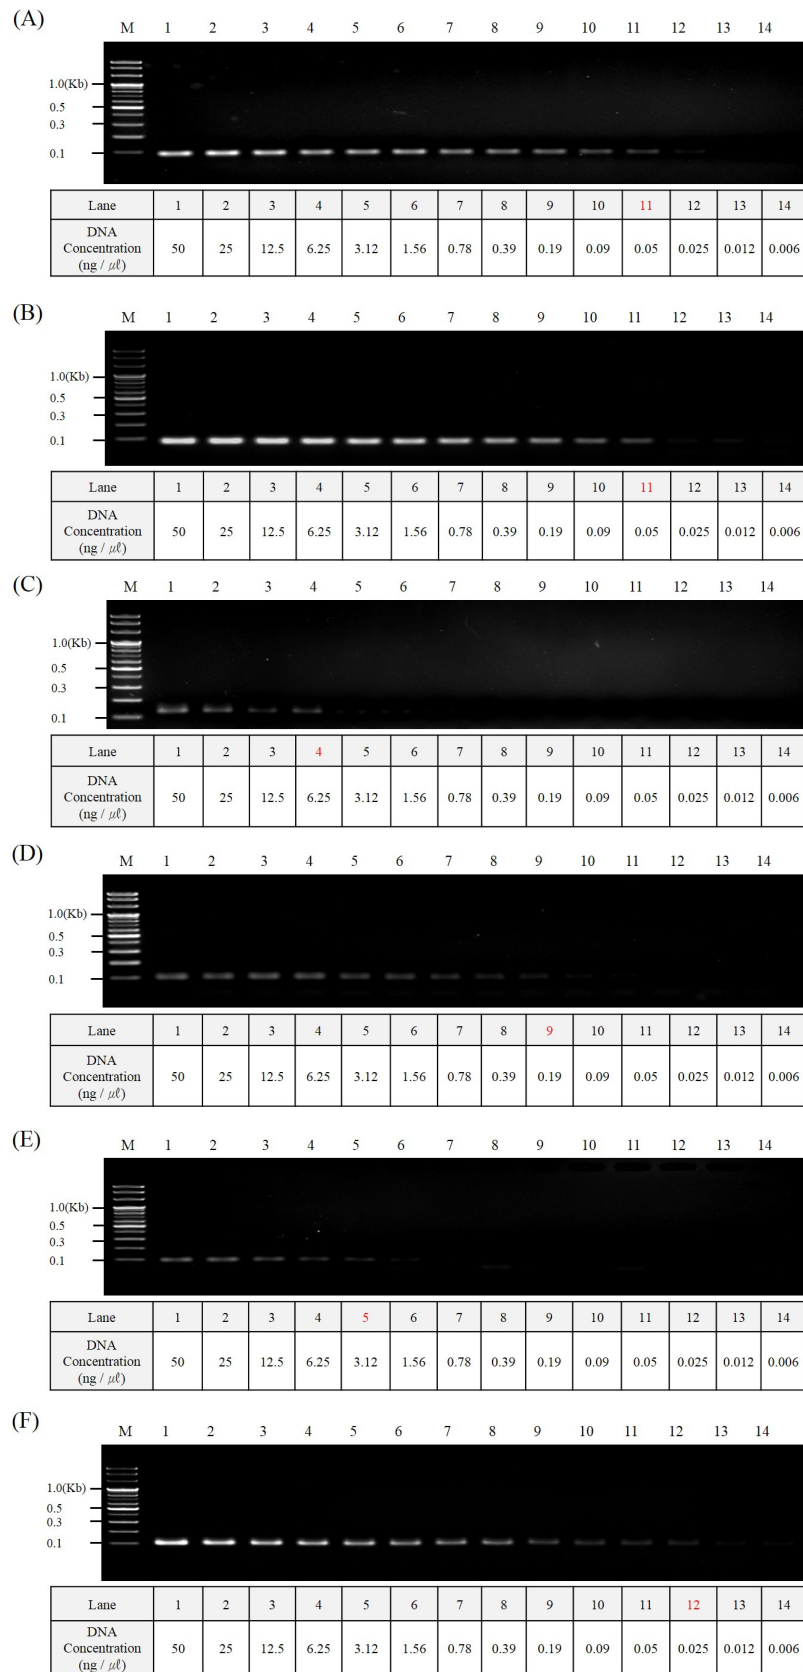 (A)
M 1 2 3 4 5 6 7 8 9 10 11 12 13 14
1.0(Kb)
0.5
0.3
0.1
Lane 1 2 3 4 5 6 7 8 9 10 11 12 13 14
DNA
Concentration
(ng / μℓ) 50 25 12.5 6.25 3.12 1.56 0.78 0.39 0.19 0.09 0.05 0.025 0.012 0.006
(B)
M 1 2 3 4 5 6 7 8 9 10 11 12 13 14
1.0(Kb)
0.5
0.3
0.1
Lane 1 2 3 4 5 6 7 8 9 10 11 12 13 14
DNA
Concentration
(ng / μℓ) 50 25 12.5 6.25 3.12 1.56 0.78 0.39 0.19 0.09 0.05 0.025 0.012 0.006
(C)
M 1 2 3 4 5 6 7 8 9 10 11 12 13 14
1.0(Kb)
0.5
0.3
0.1
Lane 1 2 3 4 5 6 7 8 9 10 11 12 13 14
DNA
Concentration
(ng / μℓ) 50 25 12.5 6.25 3.12 1.56 0.78 0.39 0.19 0.09 0.05 0.025 0.012 0.006
(D)
M 1 2 3 4 5 6 7 8 9 10 11 12 13 14
1.0(Kb)
0.5
0.3
0.1
Lane 1 2 3 4 5 6 7 8 9 10 11 12 13 14
DNA
Concentration
(ng / μℓ) 50 25 12.5 6.25 3.12 1.56 0.78 0.39 0.19 0.09 0.05 0.025 0.012 0.006
(E)
M 1 2 3 4 5 6 7 8 9 10 11 12 13 14
1.0(Kb)
0.5
0.3
0.1
Lane 1 2 3 4 5 6 7 8 9 10 11 12 13 14
DNA
Concentration
(ng / μℓ) 50 25 12.5 6.25 3.12 1.56 0.78 0.39 0.19 0.09 0.05 0.025 0.012 0.006
(F)
M 1 2 3 4 5 6 7 8 9 10 11 12 13 14
1.0(Kb)
0.5
0.3
0.1
Lane 1 2 3 4 5 6 7 8 9 10 11 12 13 14
DNA
Concentration
(ng / μℓ) 50 25 12.5 6.25 3.12 1.56 0.78 0.39 0.19 0.09 0.05 0.025 0.012 0.006